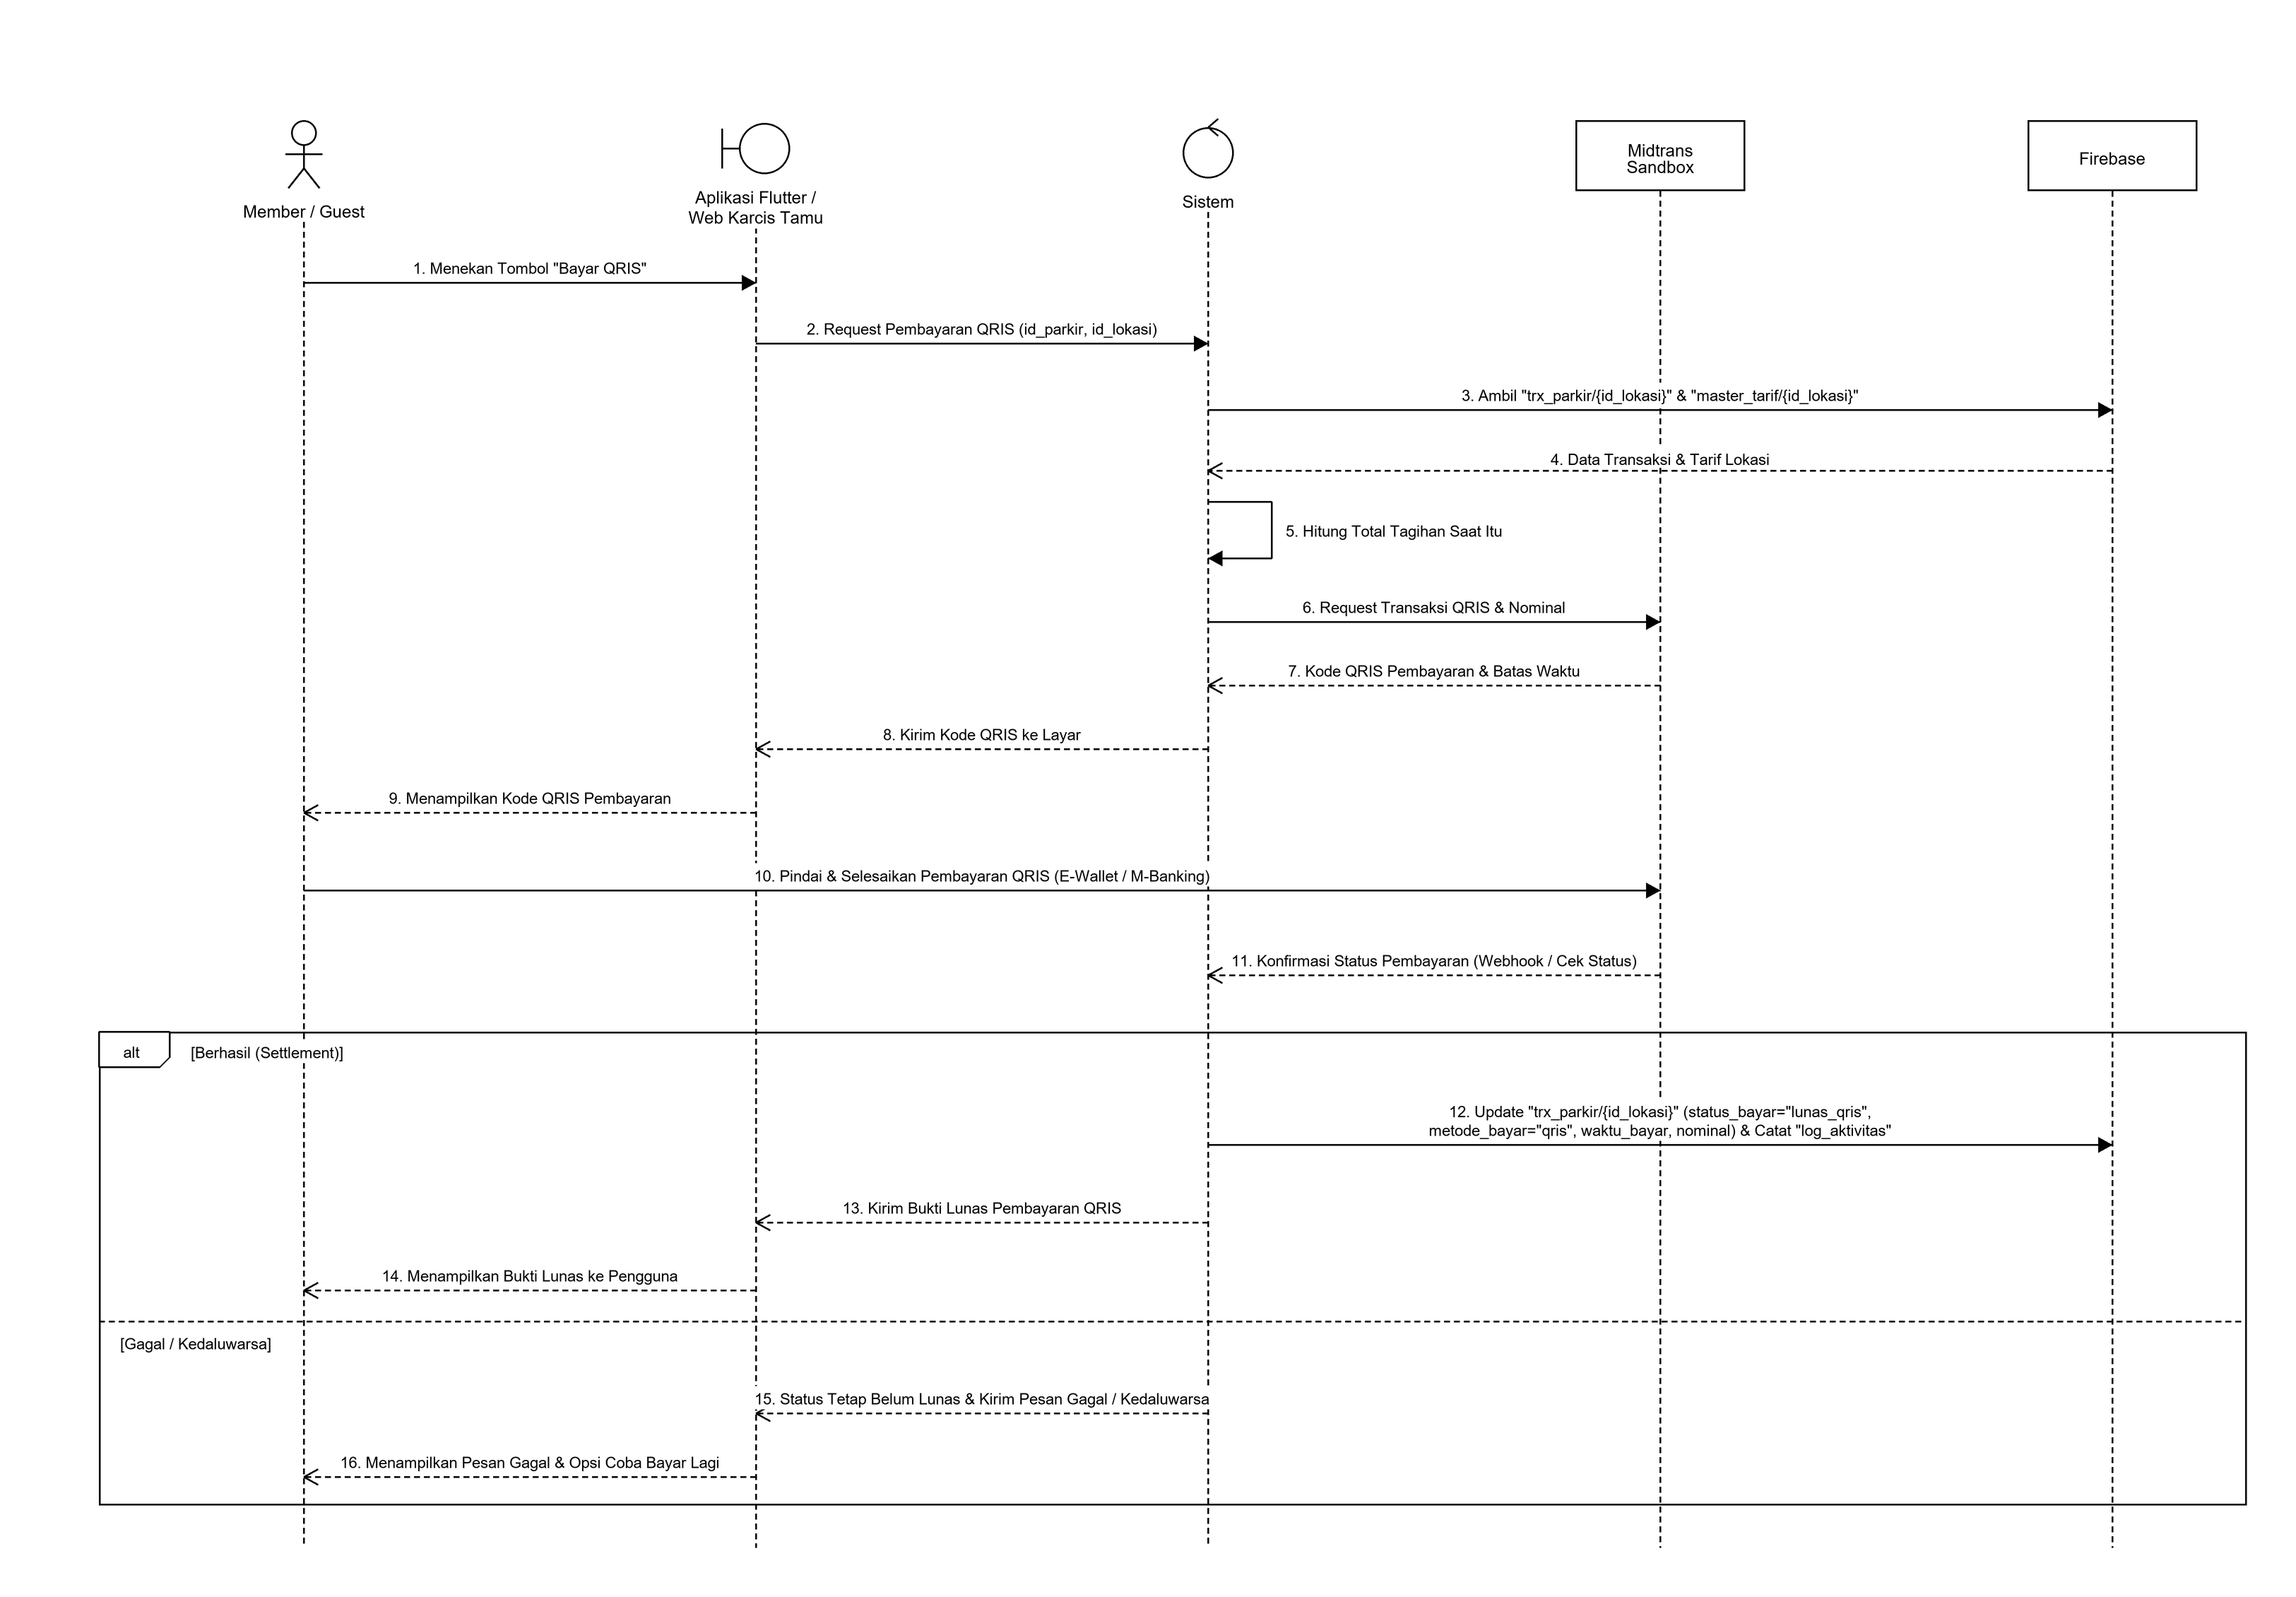 Member / Guest
Aplikasi Flutter /
Web Karcis Tamu
Sistem
Midtrans
Sandbox
Firebase
1. Menekan Tombol "Bayar QRIS"
2. Request Pembayaran QRIS (id_parkir, id_lokasi)
3. Ambil "trx_parkir/{id_lokasi}" & "master_tarif/{id_lokasi}"
4. Data Transaksi & Tarif Lokasi
5. Hitung Total Tagihan Saat Itu
6. Request Transaksi QRIS & Nominal
7. Kode QRIS Pembayaran & Batas Waktu
8. Kirim Kode QRIS ke Layar
9. Menampilkan Kode QRIS Pembayaran
10. Pindai & Selesaikan Pembayaran QRIS (E-Wallet / M-Banking)
11. Konfirmasi Status Pembayaran (Webhook / Cek Status)
alt [Berhasil (Settlement)]
12. Update "trx_parkir/{id_lokasi}" (status_bayar="lunas_qris",
metode_bayar="qris", waktu_bayar, nominal) & Catat "log_aktivitas"
13. Kirim Bukti Lunas Pembayaran QRIS
14. Menampilkan Bukti Lunas ke Pengguna
[Gagal / Kedaluwarsa]
15. Status Tetap Belum Lunas & Kirim Pesan Gagal / Kedaluwarsa
16. Menampilkan Pesan Gagal & Opsi Coba Bayar Lagi